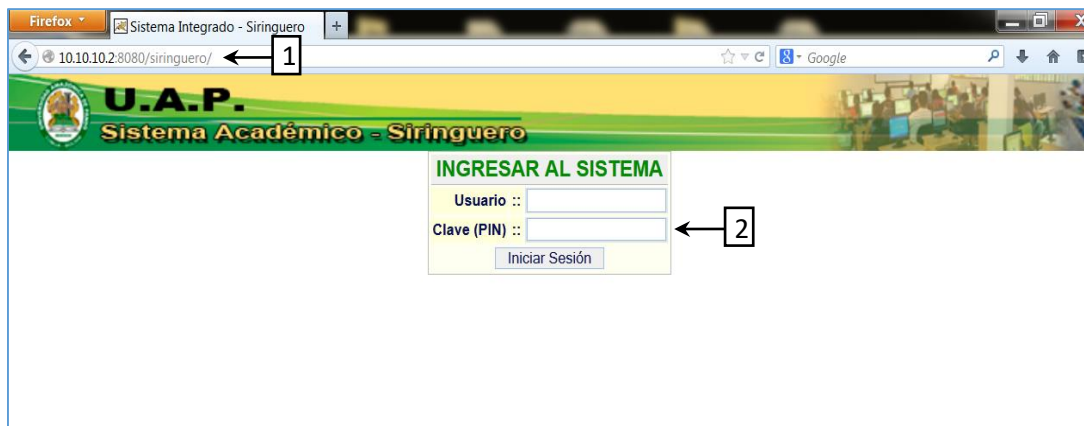 Firefox
Sistema Integrado - Siringuero
+
10.10.10.2:8080/siringuero/
1
8
Google
U.A.P.
Sistema Académico - Siringuero
INGRESAR AL SISTEMA
Usuario ::
Clave (PIN) ::
2
Iniciar Sesión